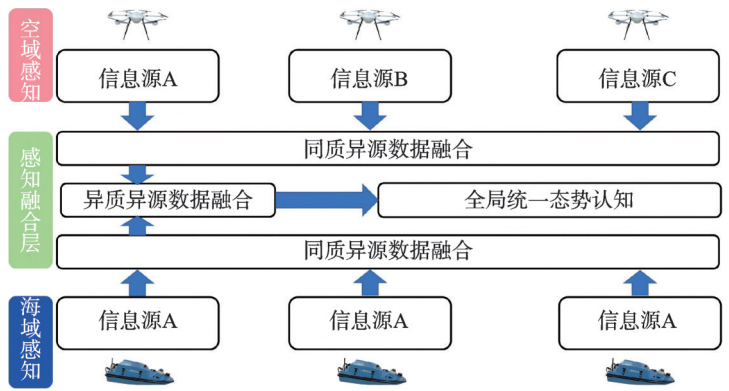 空域感知
信息源A
信息源B
信息源C
感知融合层
同质异源数据融合
异质异源数据融合
全局统一态势认知
同质异源数据融合
海域感知
信息源A
信息源A
信息源A